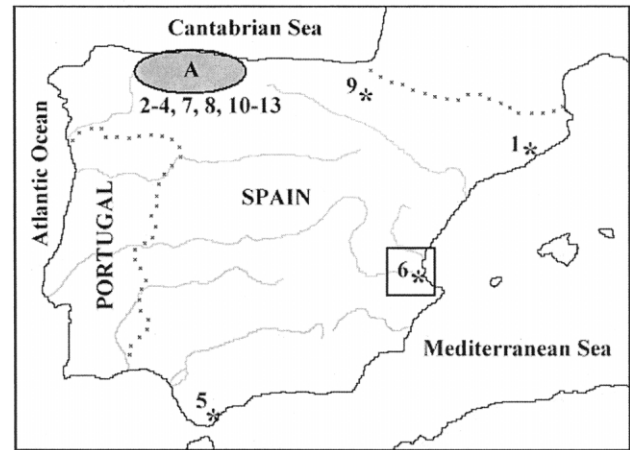 Cantabrian Sea
A
2-4, 7, 8, 10-13
9*
1
*
Atlantic Ocean
PORTUGAL
SPAIN
6*
Mediterranean Sea
5
*